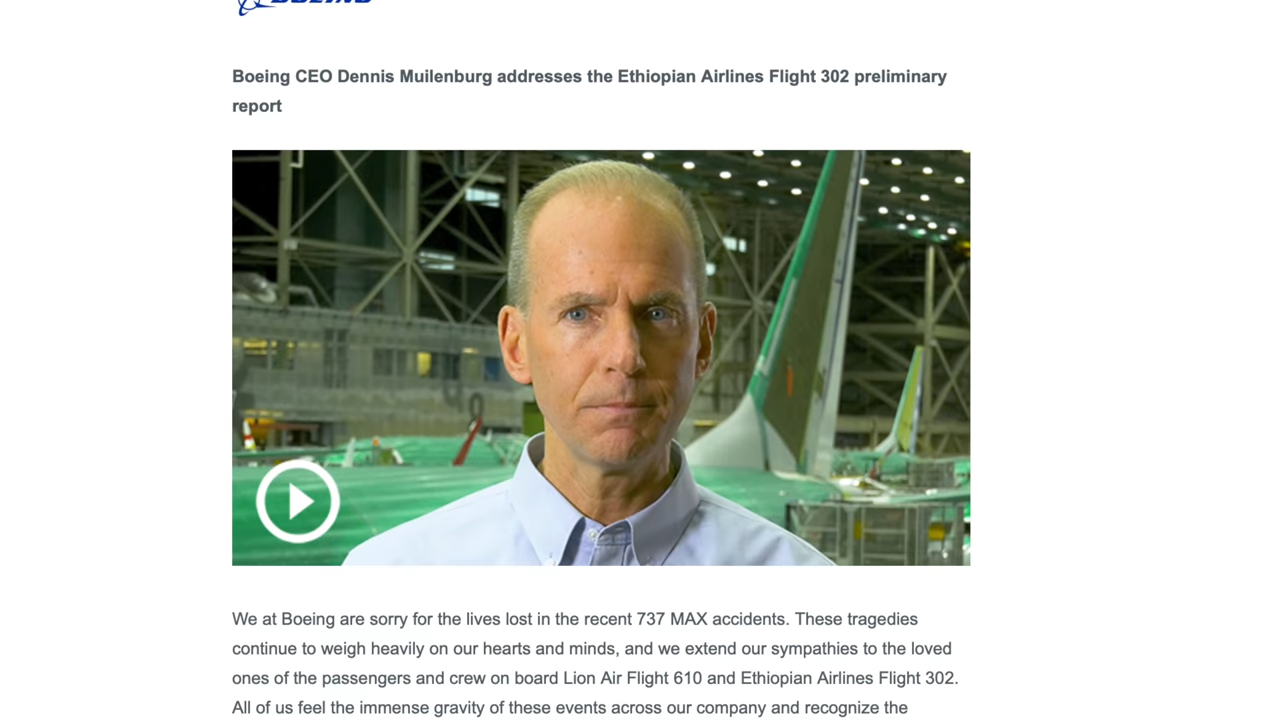 BOEING
Boeing CEO Dennis Muilenburg addresses the Ethiopian Airlines Flight 302 preliminary
report
We at Boeing are sorry for the lives lost in the recent 737 MAX accidents. These tragedies
continue to weigh heavily on our hearts and minds, and we extend our sympathies to the loved
ones of the passengers and crew on board Lion Air Flight 610 and Ethiopian Airlines Flight 302.
All of us feel the immense gravity of these events across our company and recognize the